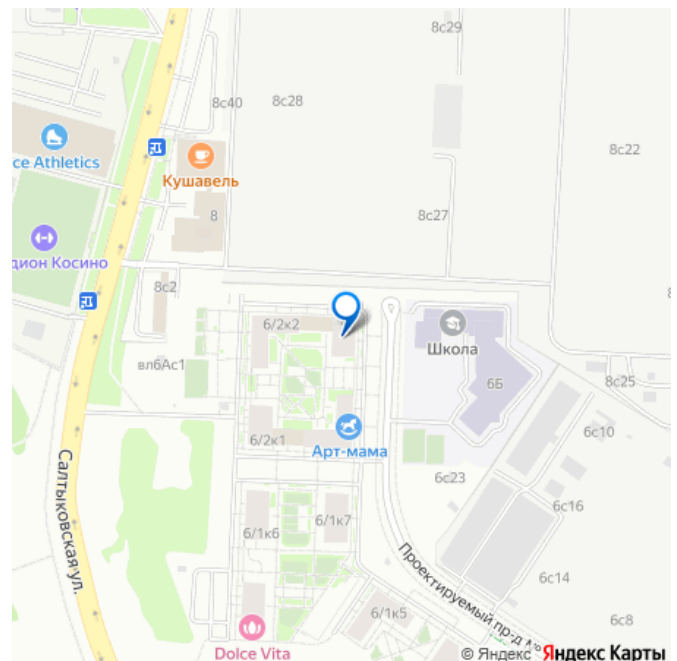 8с29
8с40
8с28
8с22
ce Athletics
Кушавель
8
8с27
дион Косино
8с2
6/2к2
Школа
вл6Ас1
6Б
8с25
6/2к1
Арт-мама
6с10
6с23
Салтыковская ул.
6с16
6/1к7
6/1к6
Проектируемый пр-д №
6с14
6/1к5
6с8
Dolce Vita
© Яндекс Яндекс Карты